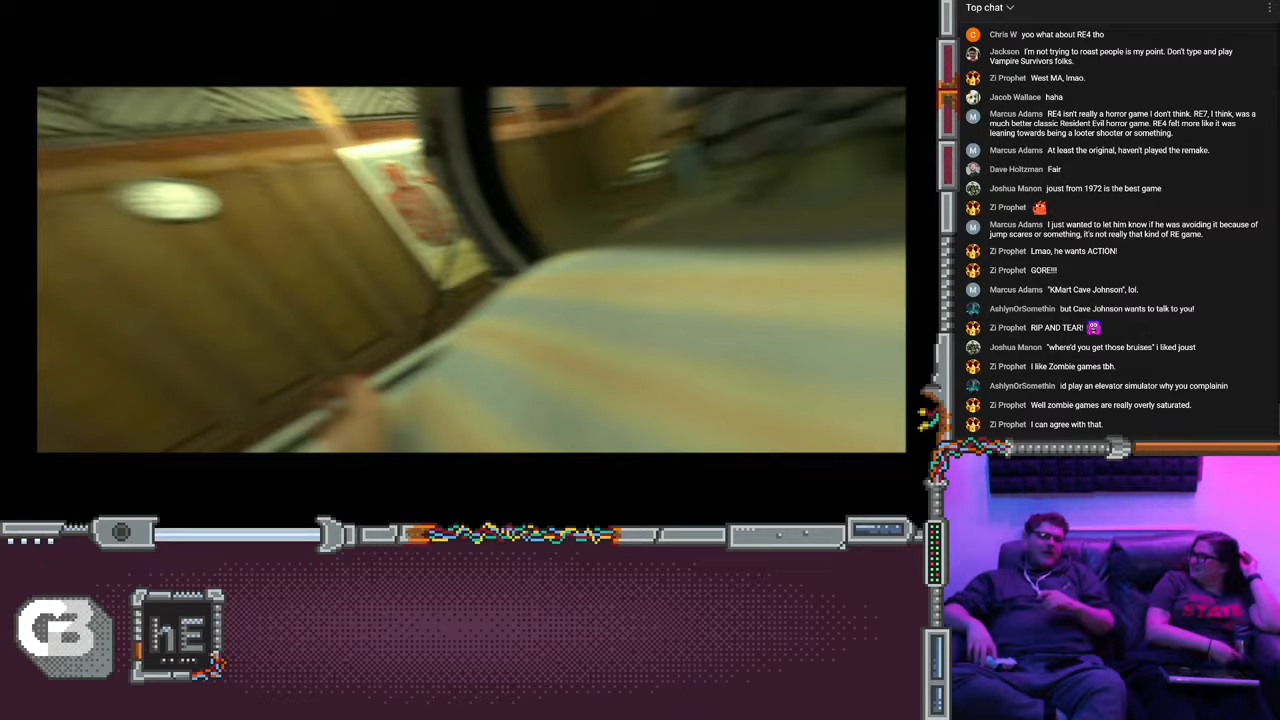 Top chat
Chris W yoo what about RE4 tho
Jackson I'm not trying to roast people is my point. Don't type and play
Vampire Survivors folks.
Zi Prophet West MA, lmao.
Jacob Wallace haha
Marcus Adams RE4 isn't really a horror game I don't think. RE7, I think, was a
much better classic Resident Evil horror game. RE4 felt more like it was
leaning towards being a looter shooter or something.
Marcus Adams At least the original, haven't played the remake.
Dave Holtzman Fair
Joshua Manon joust from 1972 is the best game
Zi Prophet
Marcus Adams I just wanted to let him know if he was avoiding it because of
jump scares or something, it's not really that kind of RE game.
Zi Prophet Lmao, he wants ACTION!
Zi Prophet GORE!!!
Marcus Adams "KMart Cave Johnson", lol.
AshlynOrSomethin but Cave Johnson wants to talk to you!
Zi Prophet RIP AND TEAR!
Joshua Manon "where'd you get those bruises" i liked joust
Zi Prophet I like Zombie games tbh.
AshlynOrSomethin id play an elevator simulator why you complainin
Zi Prophet Well zombie games are really overly saturated.
Zi Prophet I can agree with that.
GB
hE
STATE